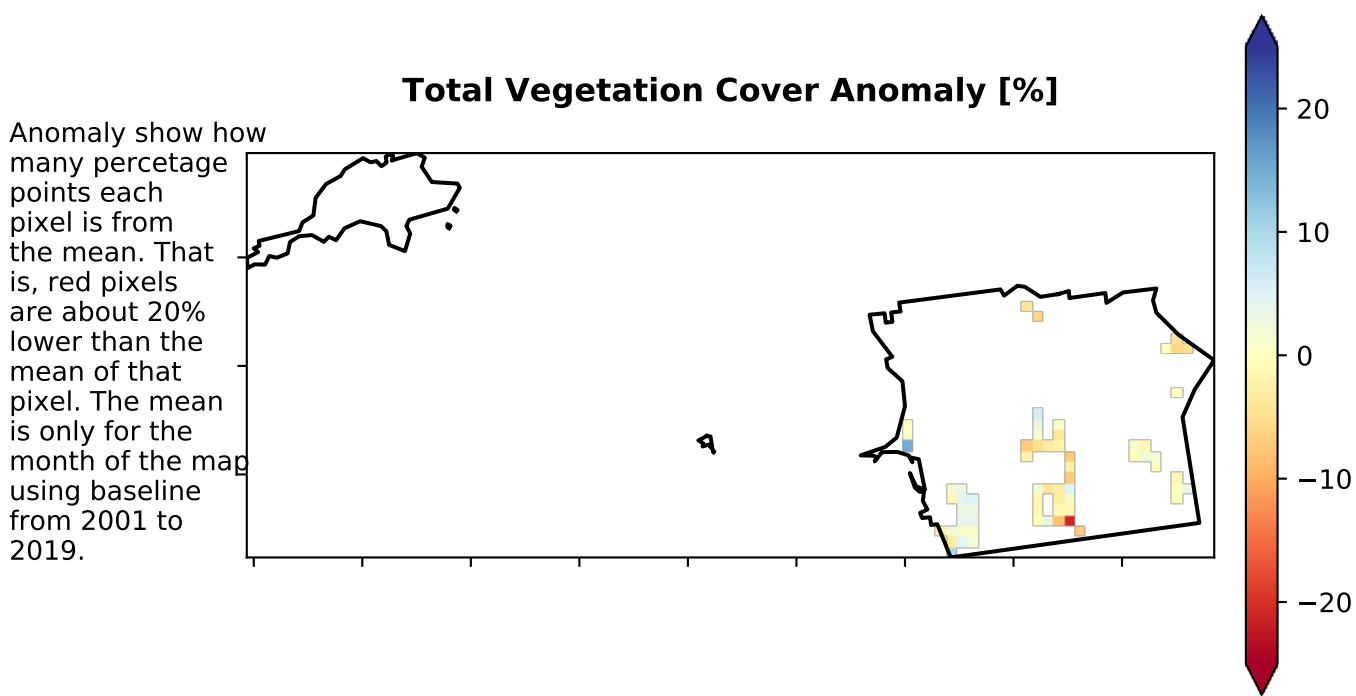 Total Vegetation Cover Anomaly [%]
Anomaly show how
many percetage
points each
pixel is from
the mean. That
is, red pixels
are about 20%
lower than the
mean of that
pixel. The mean
is only for the
month of the map
using baseline
from 2001 to
2019.
20
10
0
−10
−20